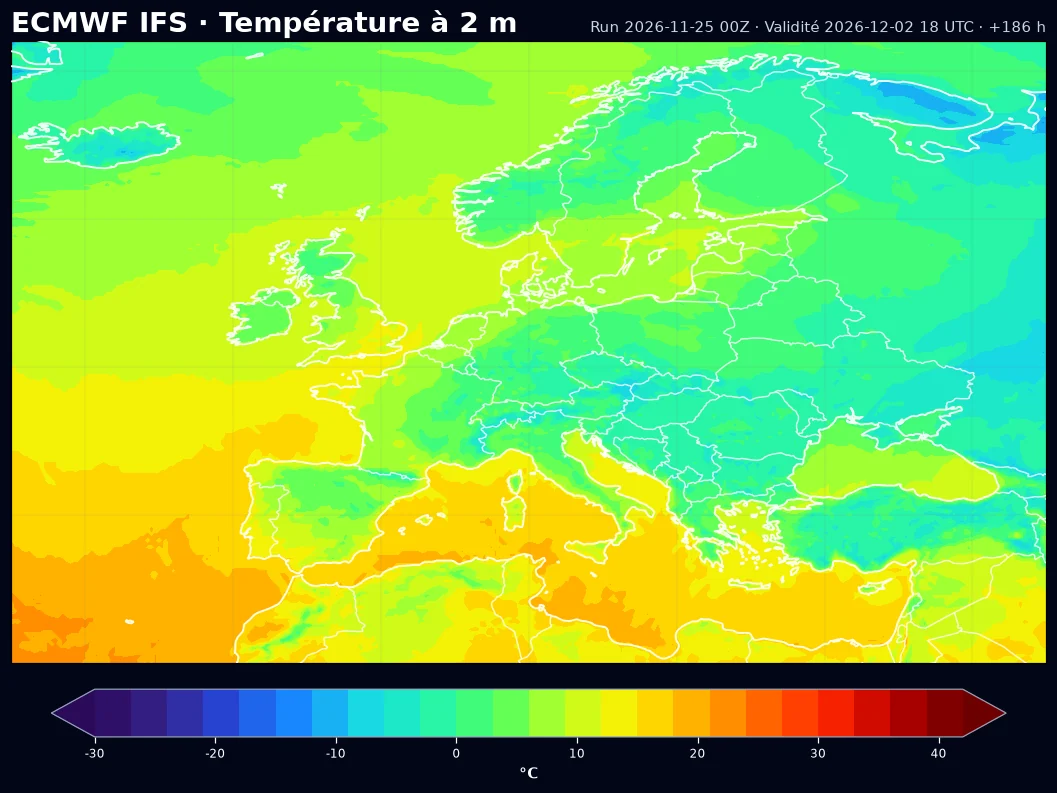 ECMWF IFS · Température à 2 m
Run 2026-11-25 00Z · Validité 2026-12-02 18 UTC · +186 h
-30 -20 -10 0 10 20 30 40
°C